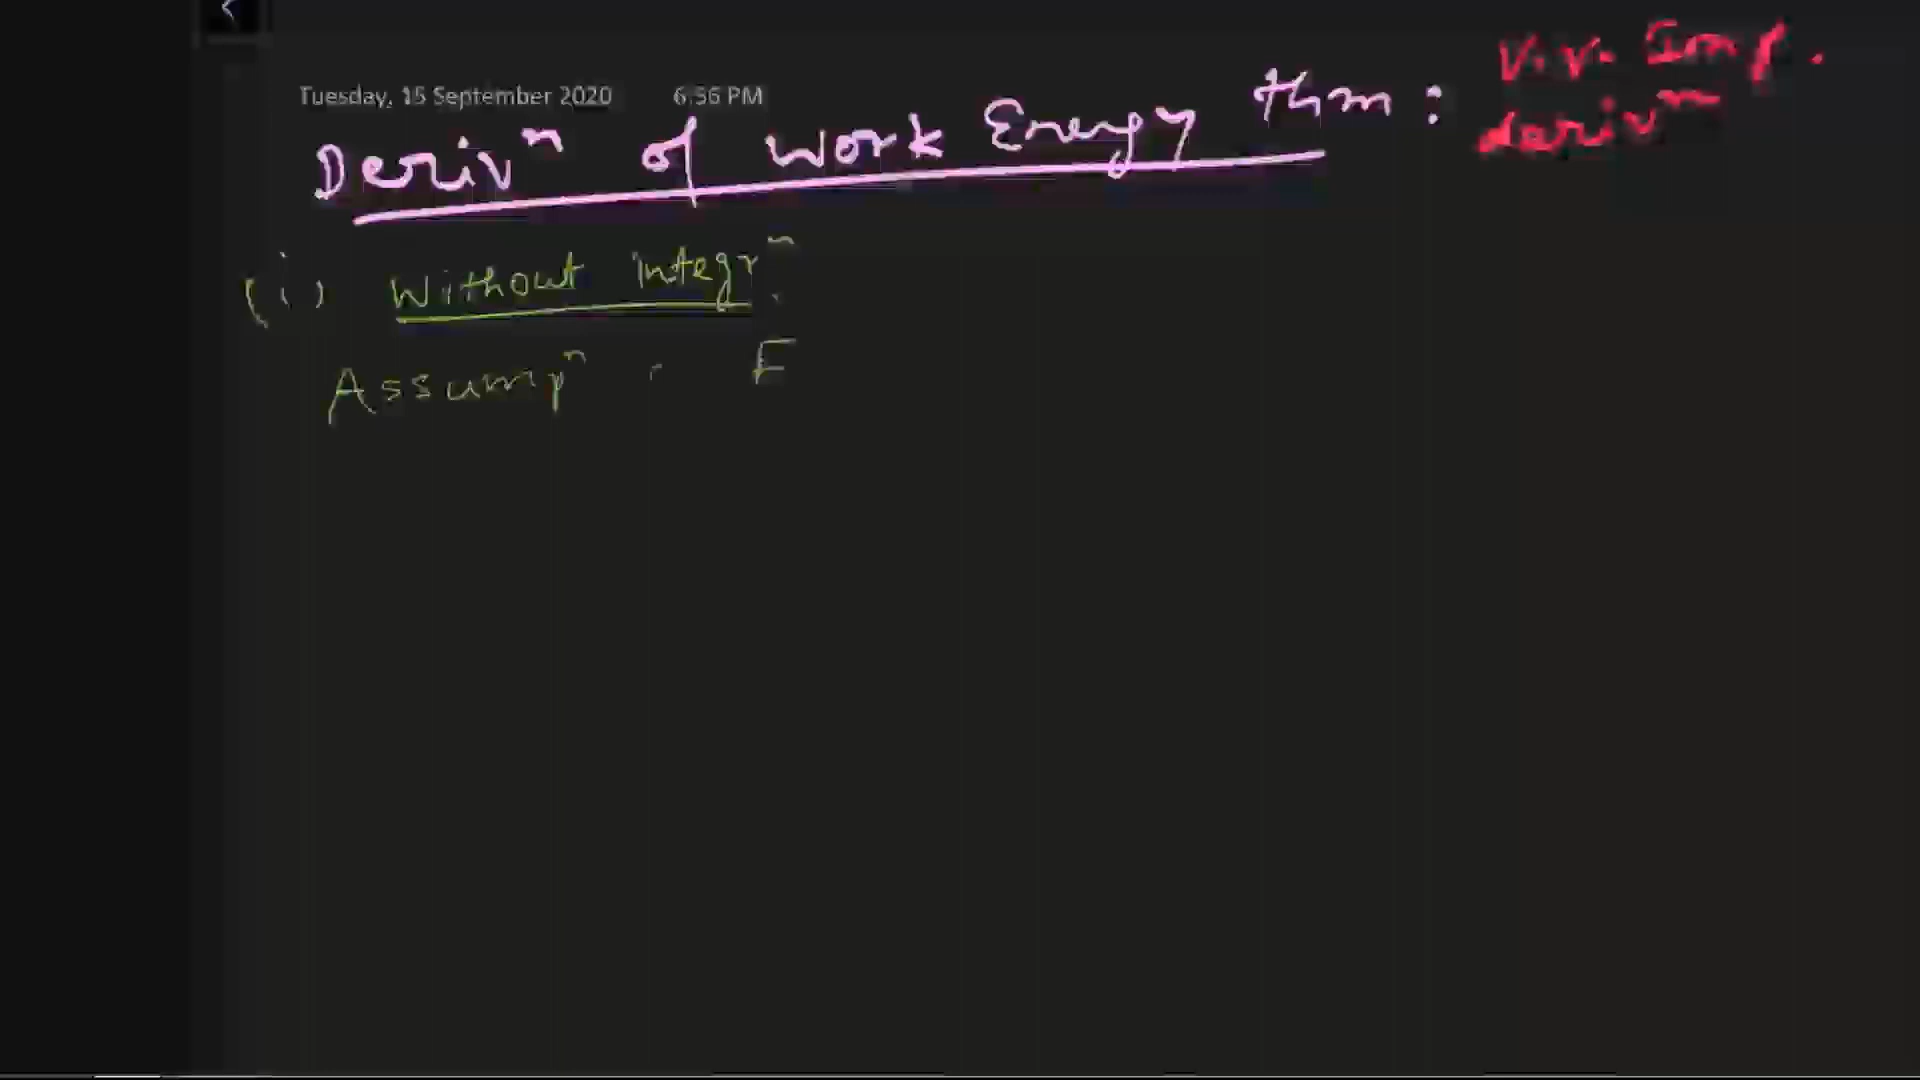 v.v. Imp.
Tuesday, 15 September 2020 6:56 PM
Derivⁿ of Work Energy thm :
derivⁿ
(i) Without integrⁿ.
Assumpⁿ : F